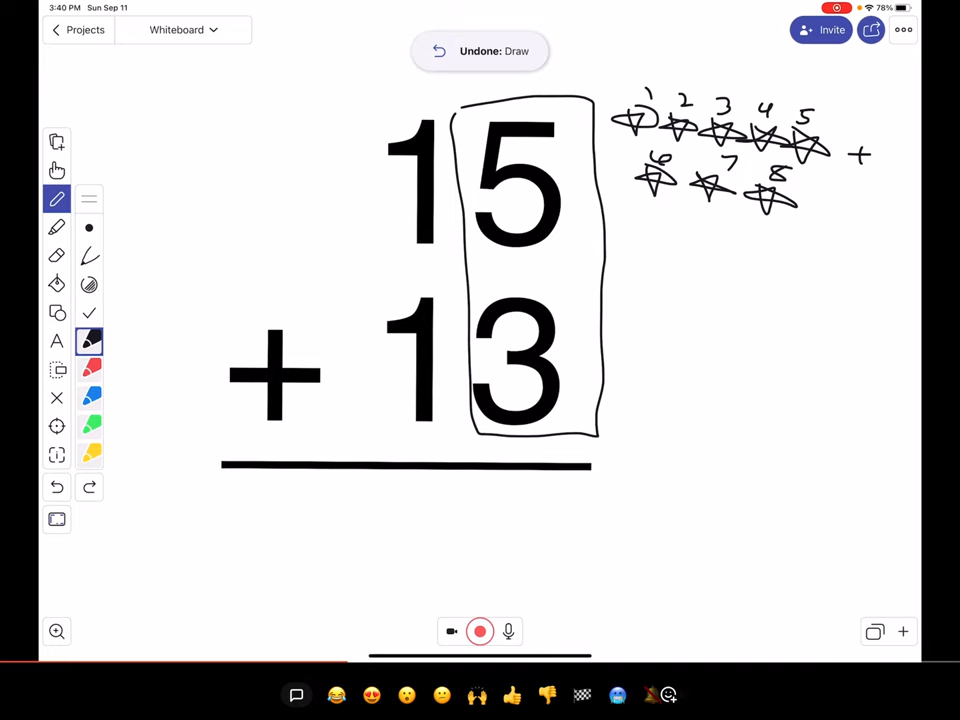 3:40 PM Sun Sep 11
78%
Projects
Whiteboard
Undone: Draw
Invite
1 2 3 4 5
+
6 7 8
15
+ 13
A